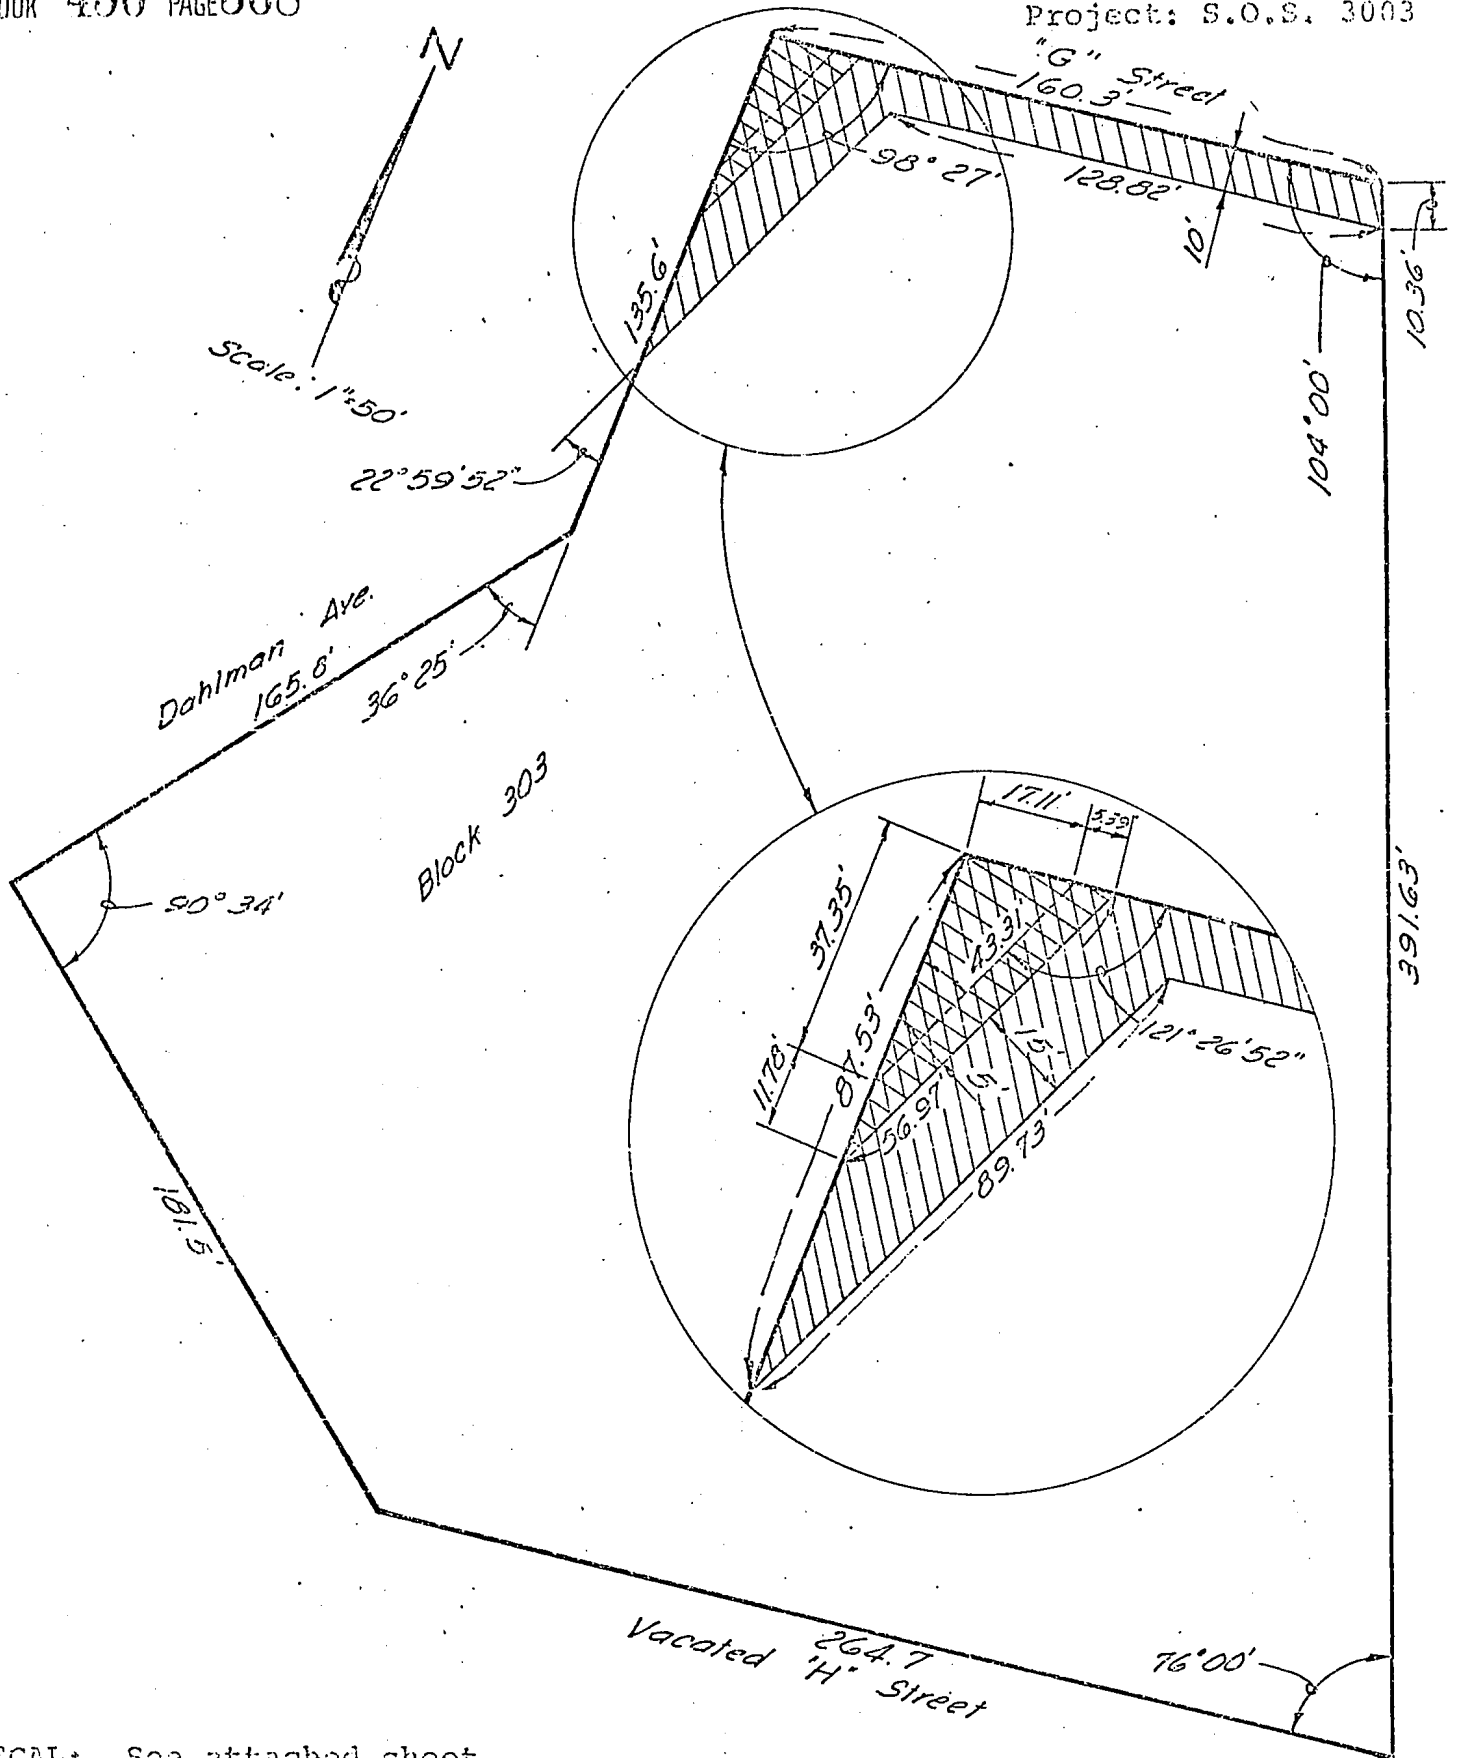 PAGE
Project: S.O.S. 3003
N
"G" Street
160.3'
98° 27'
128.82'
10'
10.36'
135.6'
Scale: 1"=50'
104° 00'
22° 59' 52"
Dahlman Ave.
165.8'
36° 25'
Block 303
90° 34'
17.11'
5.39'
37.35'
43.31'
391.63'
87.53'
11.78'
15'
121° 26' 52"
5'
56.97'
89.73'
181.5'
Vacated "H" Street
264.7
76° 00'
See attached sheet